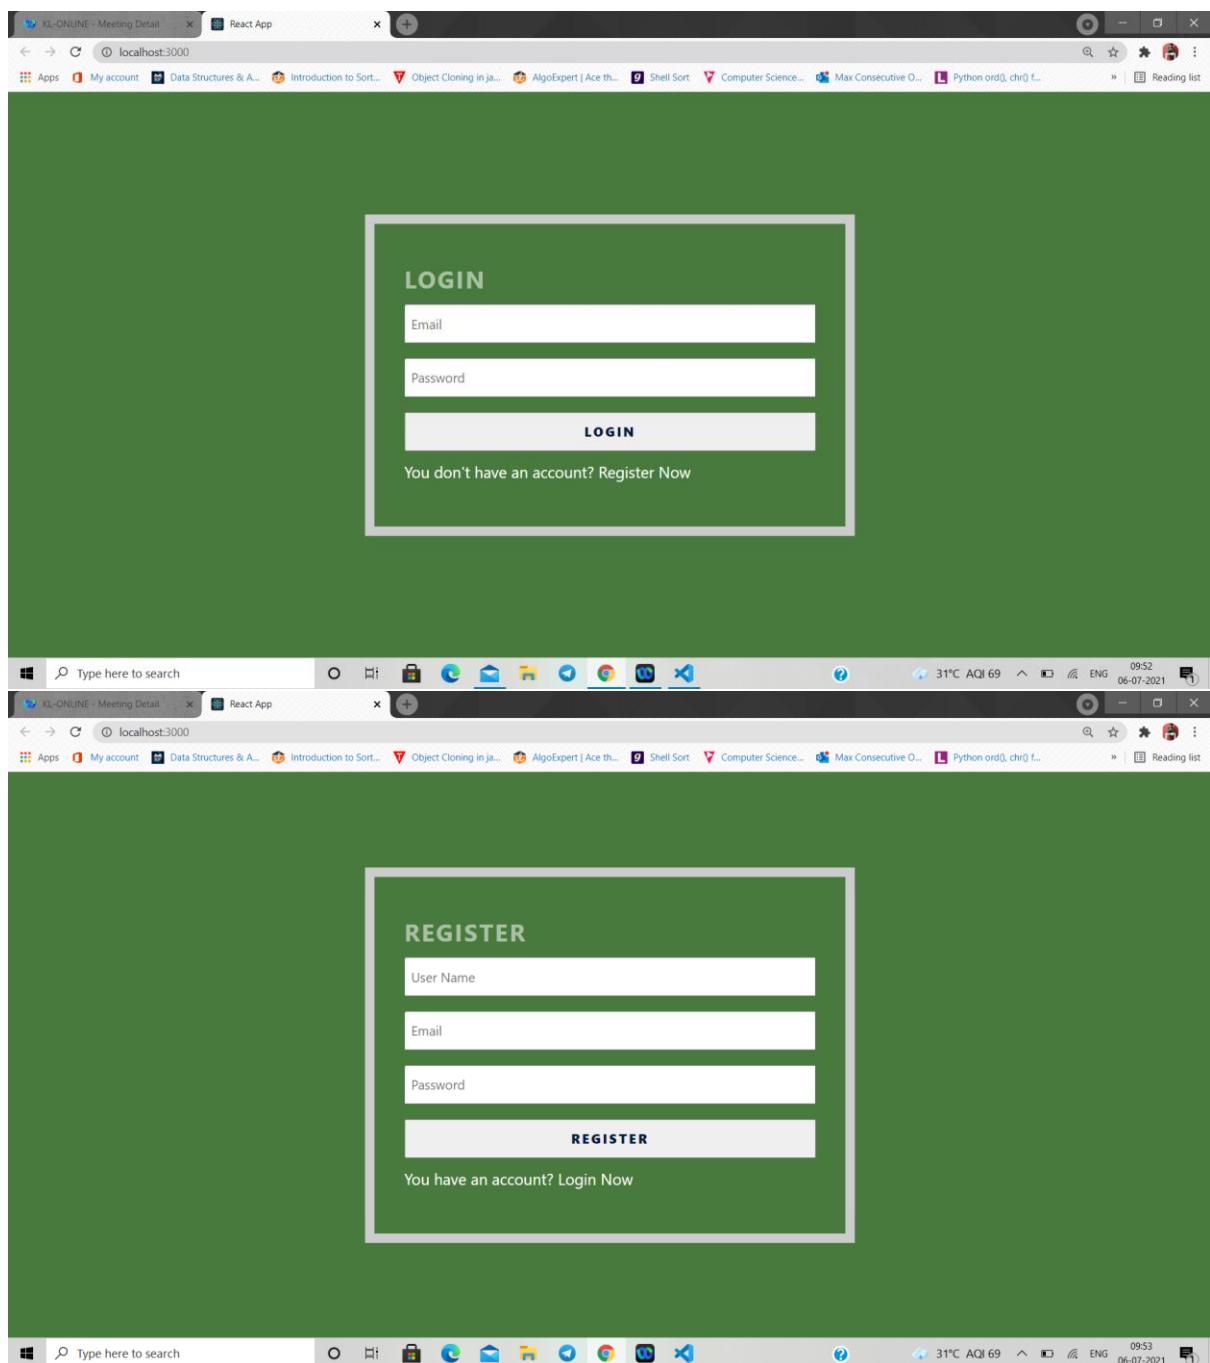 KL-ONLINE - Meeting Detail
React App
localhost:3000
Apps My account Data Structures & A... Introduction to Sort... Object Cloning in ja... AlgoExpert | Ace th... Shell Sort Computer Science... Max Consecutive O... Python ord(), chr() f... » Reading list
LOGIN
Email
Password
LOGIN
You don't have an account? Register Now
Type here to search 31°C AQI 69 ENG 09:52
06-07-2021
KL-ONLINE - Meeting Detail
React App
localhost:3000
Apps My account Data Structures & A... Introduction to Sort... Object Cloning in ja... AlgoExpert | Ace th... Shell Sort Computer Science... Max Consecutive O... Python ord(), chr() f... » Reading list
REGISTER
User Name
Email
Password
REGISTER
You have an account? Login Now
Type here to search 31°C AQI 69 ENG 09:53
06-07-2021